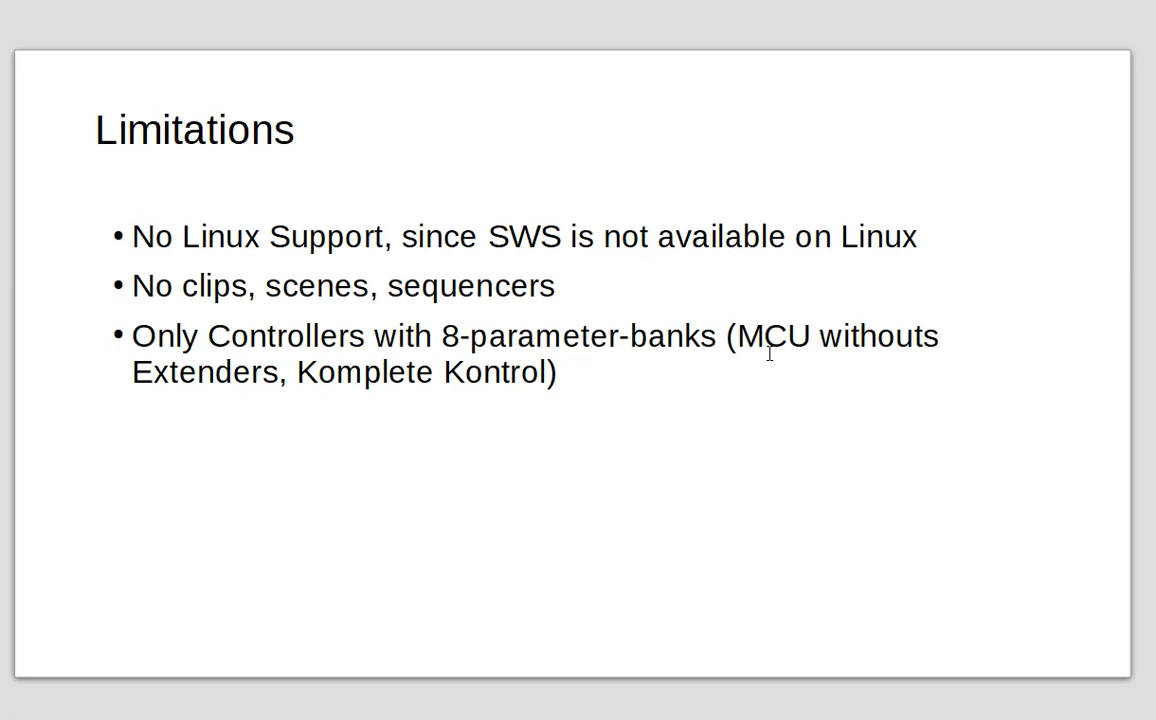 Limitations
• No Linux Support, since SWS is not available on Linux
• No clips, scenes, sequencers
• Only Controllers with 8-parameter-banks (MCU withouts
Extenders, Komplete Kontrol)